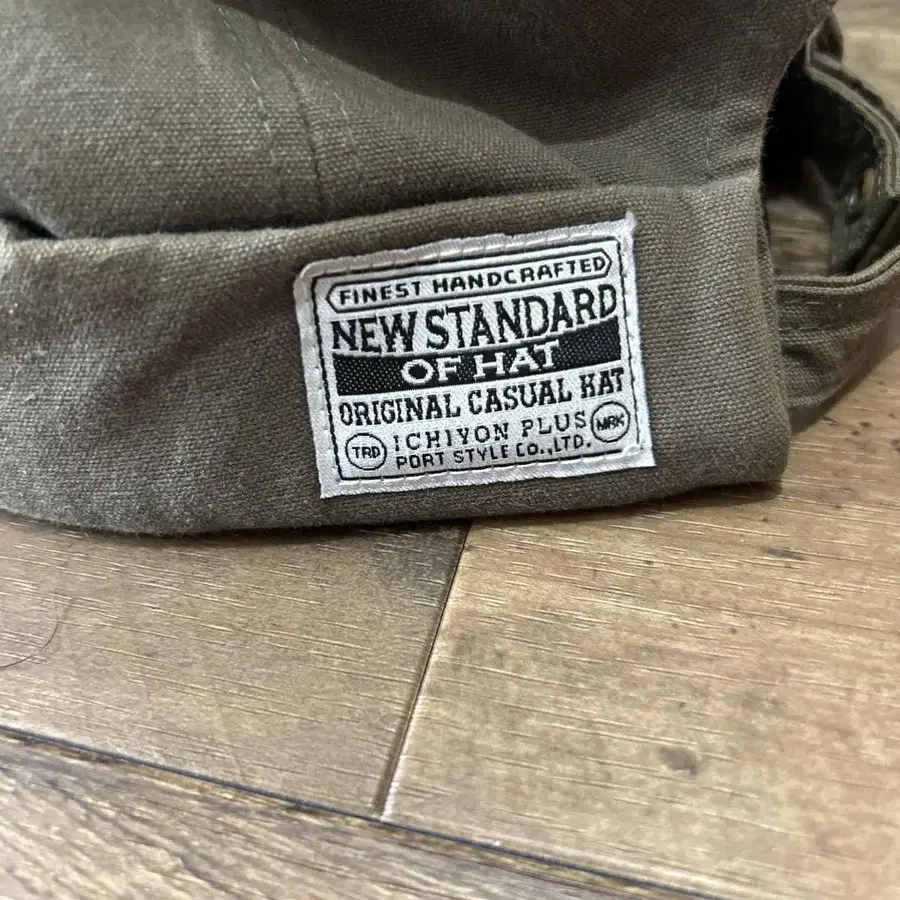 FINEST HANDCRAFTED
NEW STANDARD
OF HAT
ORIGINAL CASUAL HAT
TRD ICHIYON PLUS MRK
PORT STYLE CO.,LTD.